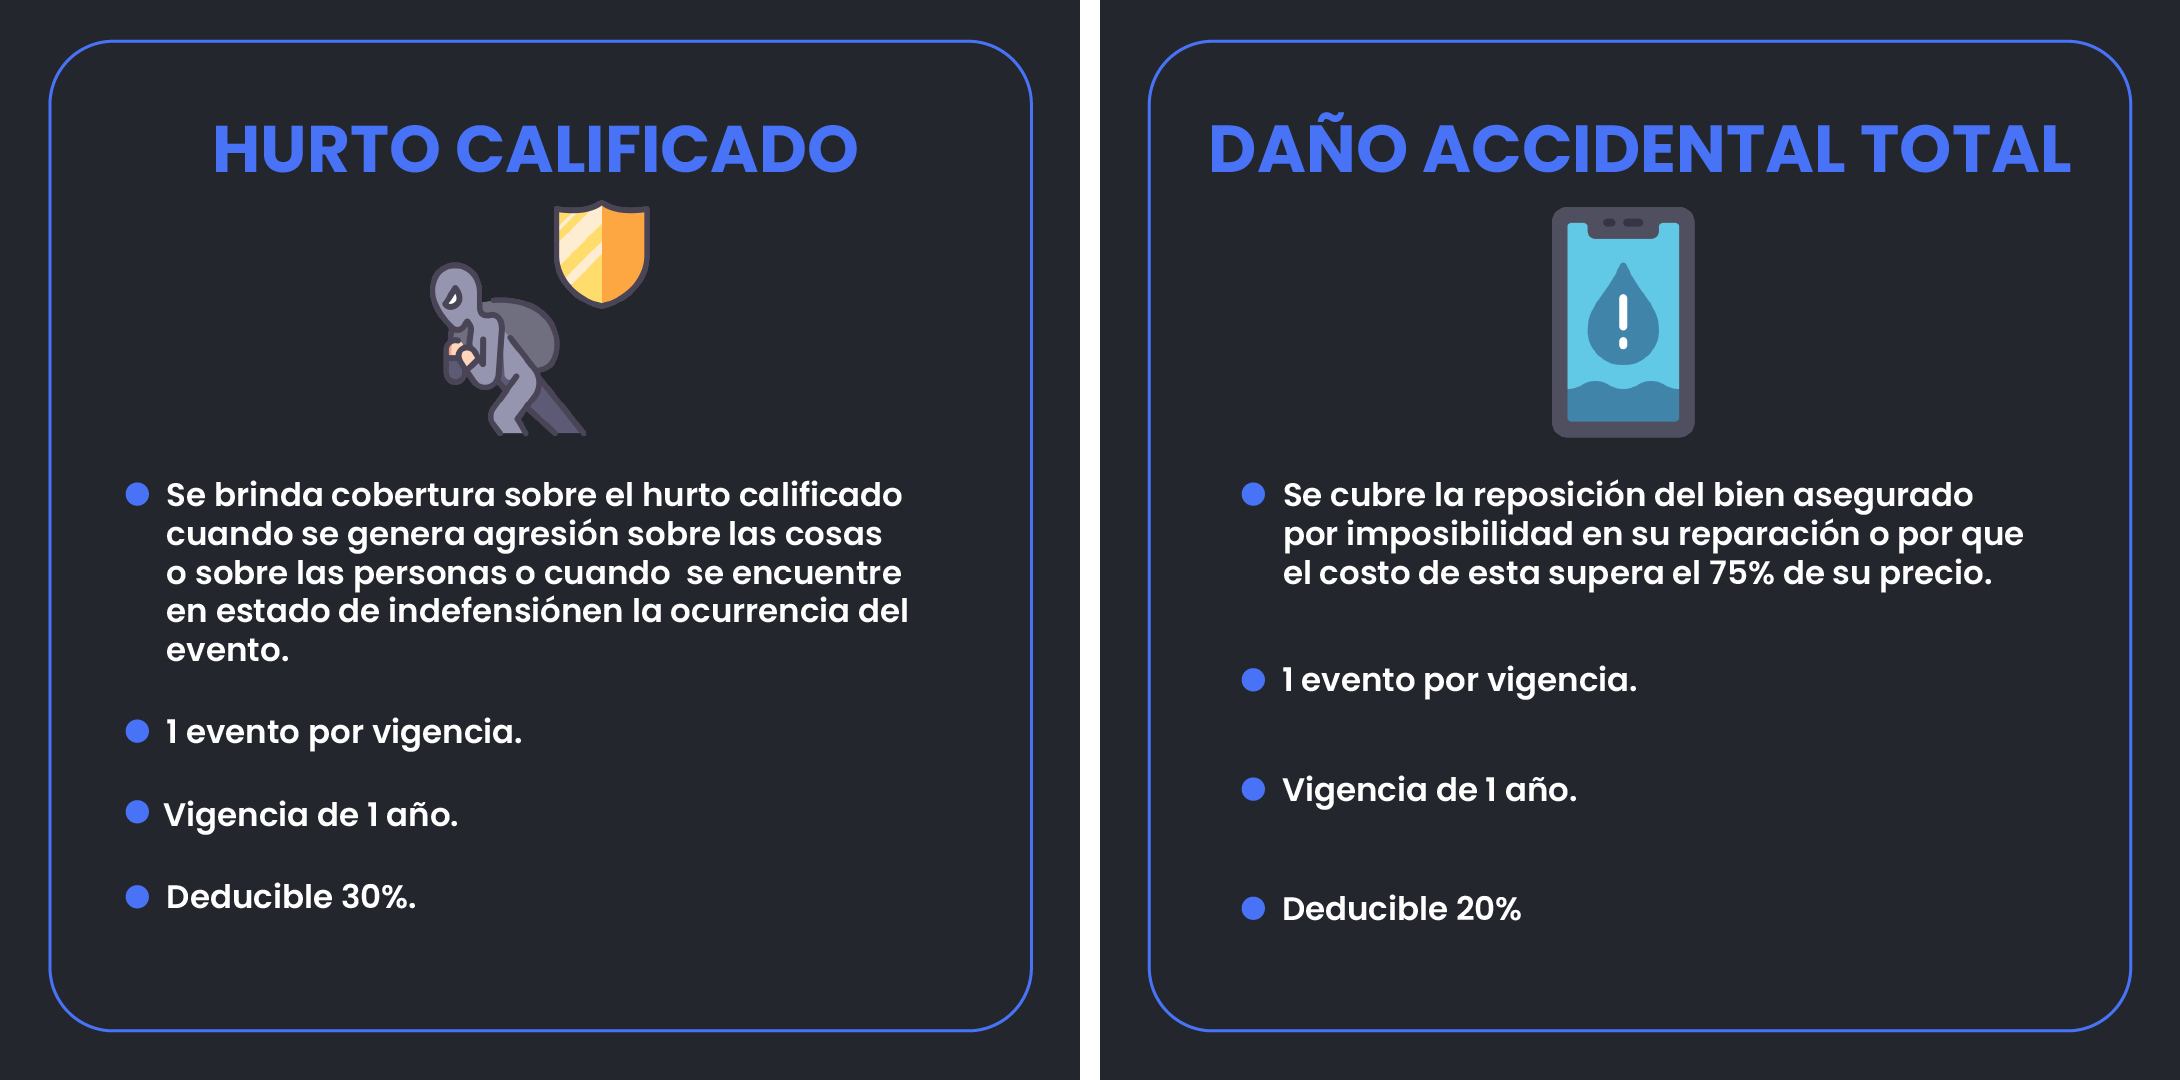 HURTO CALIFICADO
Se brinda cobertura sobre el hurto calificado
cuando se genera agresión sobre las cosas
o sobre las personas o cuando  se encuentre
en estado de indefensiónen la ocurrencia del
evento.
1 evento por vigencia.
Vigencia de 1 año.
Deducible 30%.
DAÑO ACCIDENTAL TOTAL
Se cubre la reposición del bien asegurado
por imposibilidad en su reparación o por que
el costo de esta supera el 75% de su precio.
1 evento por vigencia.
Vigencia de 1 año.
Deducible 20%